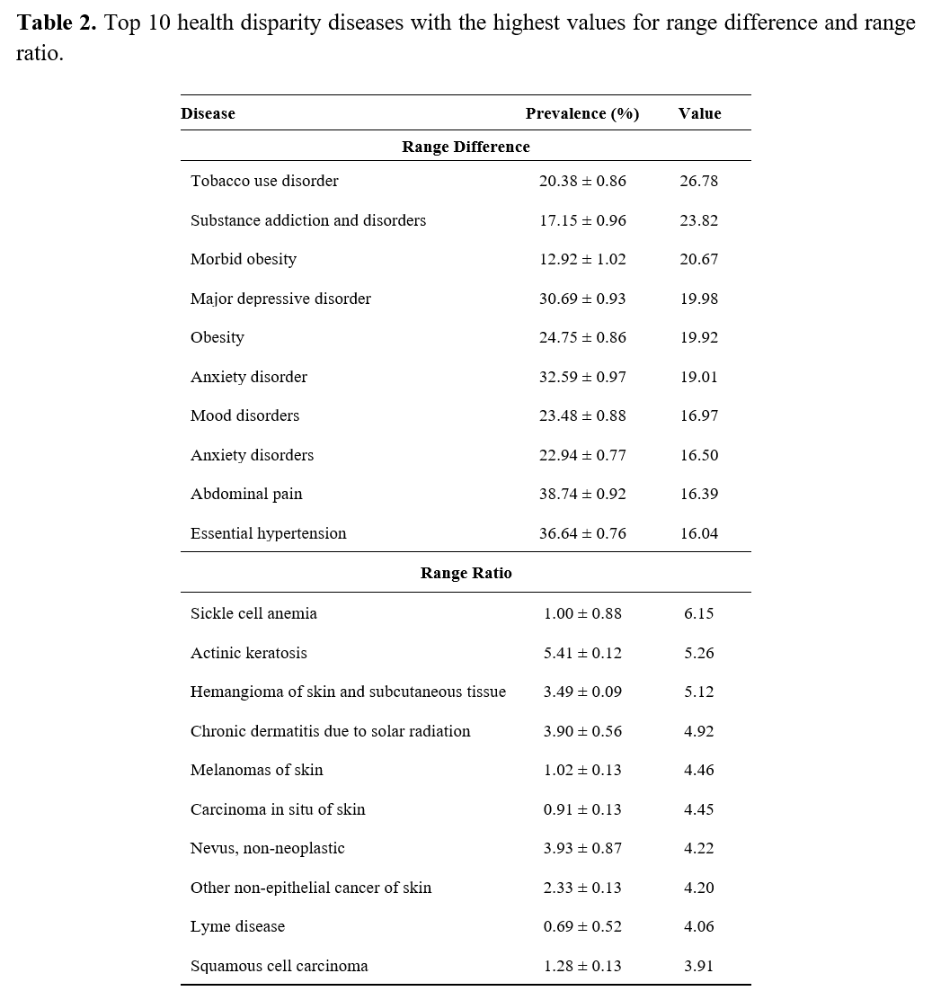 Table 2. Top 10 health disparity diseases with the highest values for range difference and range
ratio.
Disease Prevalence (%) Value
Range Difference
Tobacco use disorder 20.38 ± 0.86 26.78
Substance addiction and disorders 17.15 ± 0.96 23.82
Morbid obesity 12.92 ± 1.02 20.67
Major depressive disorder 30.69 ± 0.93 19.98
Obesity 24.75 ± 0.86 19.92
Anxiety disorder 32.59 ± 0.97 19.01
Mood disorders 23.48 ± 0.88 16.97
Anxiety disorders 22.94 ± 0.77 16.50
Abdominal pain 38.74 ± 0.92 16.39
Essential hypertension 36.64 ± 0.76 16.04
Range Ratio
Sickle cell anemia 1.00 ± 0.88 6.15
Actinic keratosis 5.41 ± 0.12 5.26
Hemangioma of skin and subcutaneous tissue 3.49 ± 0.09 5.12
Chronic dermatitis due to solar radiation 3.90 ± 0.56 4.92
Melanomas of skin 1.02 ± 0.13 4.46
Carcinoma in situ of skin 0.91 ± 0.13 4.45
Nevus, non-neoplastic 3.93 ± 0.87 4.22
Other non-epithelial cancer of skin 2.33 ± 0.13 4.20
Lyme disease 0.69 ± 0.52 4.06
Squamous cell carcinoma 1.28 ± 0.13 3.91